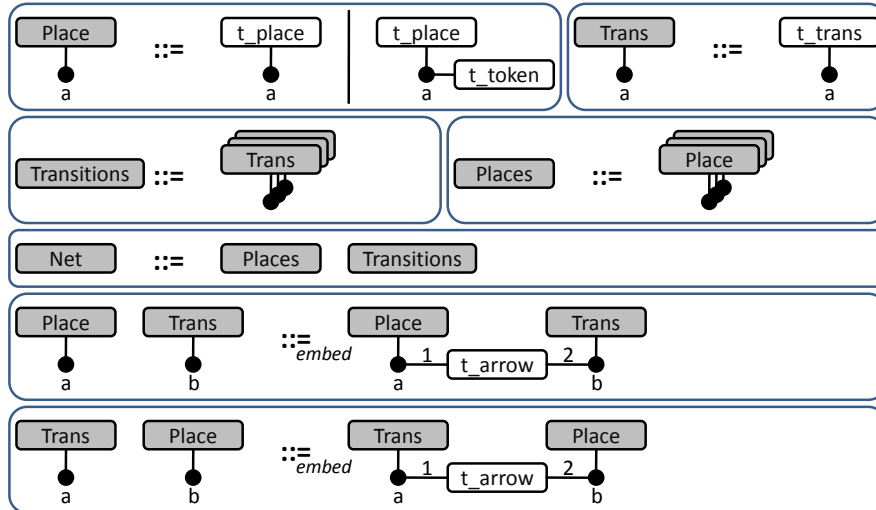 Place ::= t_place t_place Trans ::= t_trans
t_token
a a a a a
Transitions ::= Trans Places ::= Place
Net ::= Places Transitions
Place Trans ::= embed Place Trans
1 t_arrow 2
a b a b
Trans Place ::= embed Trans Place
1 t_arrow 2
a b a b